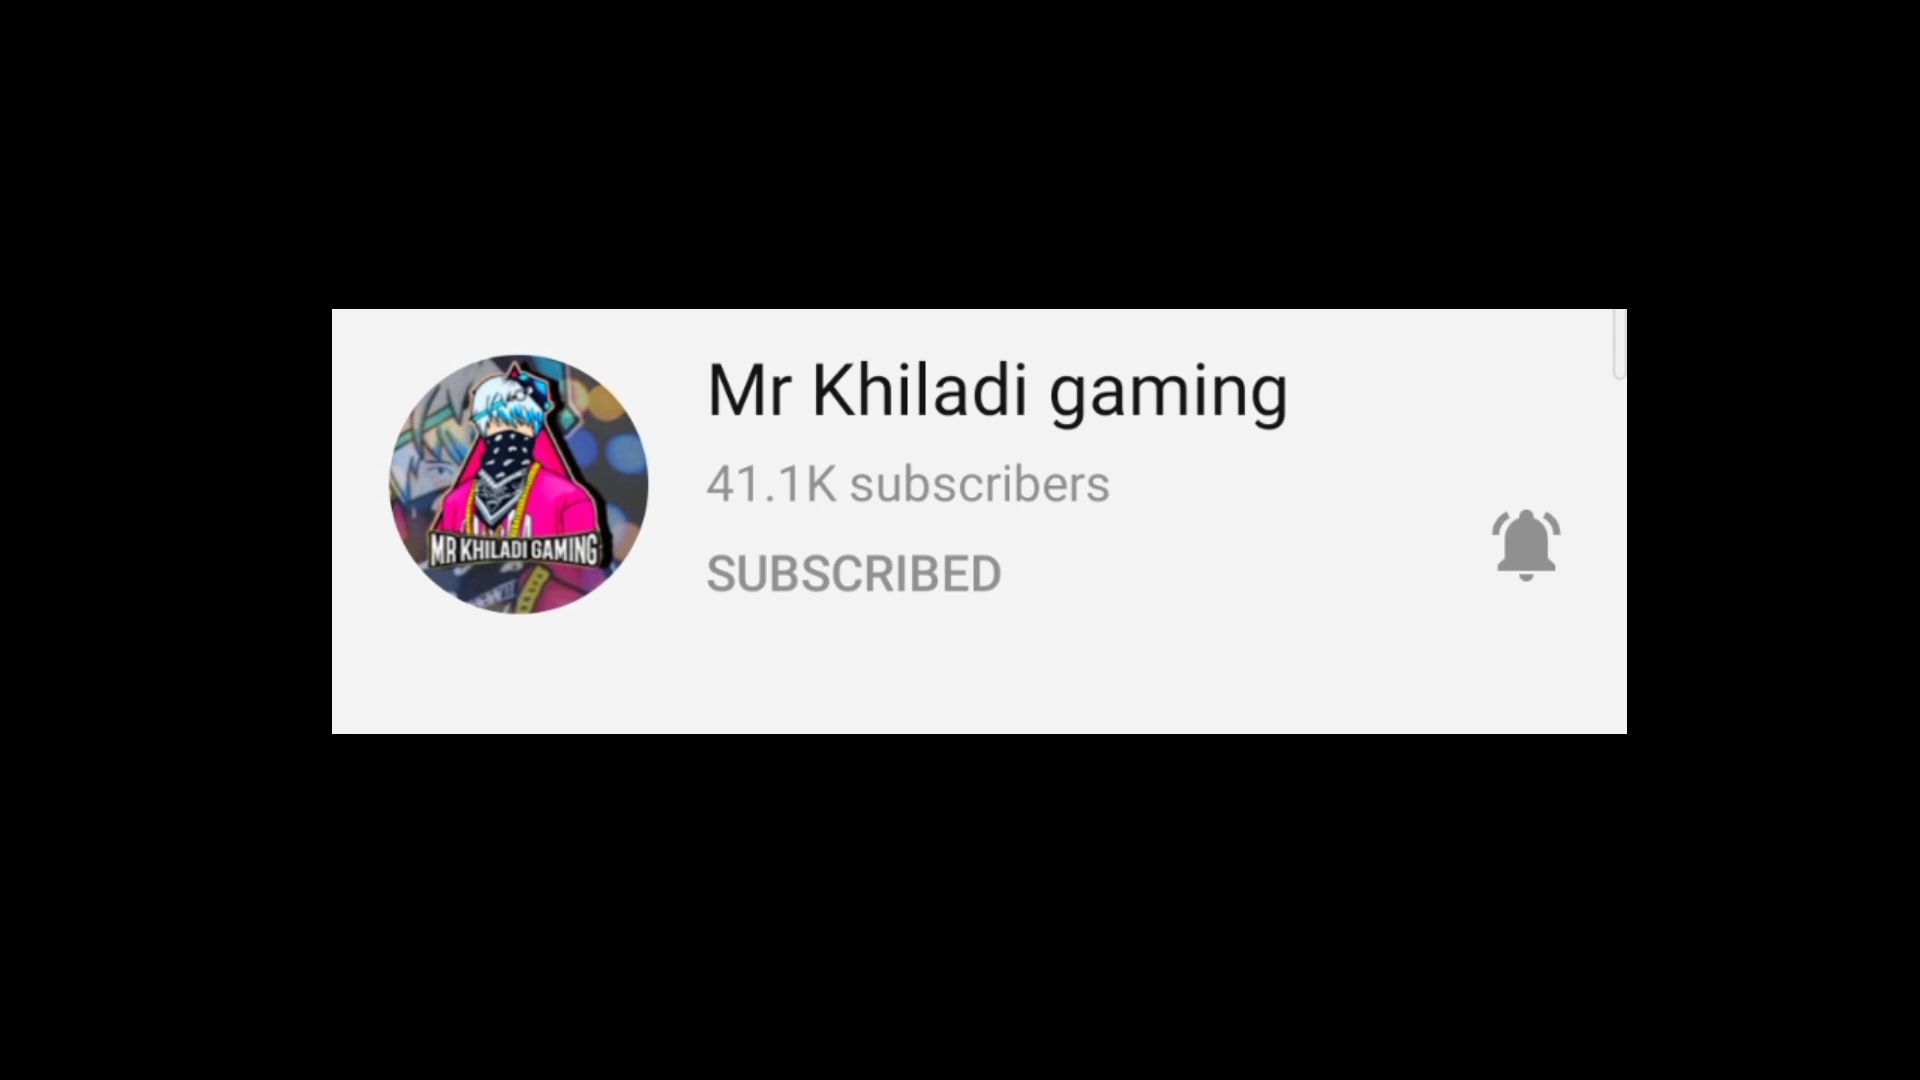 Mr Khiladi gaming
41.1K subscribers
SUBSCRIBED
MR KHILADI GAMING